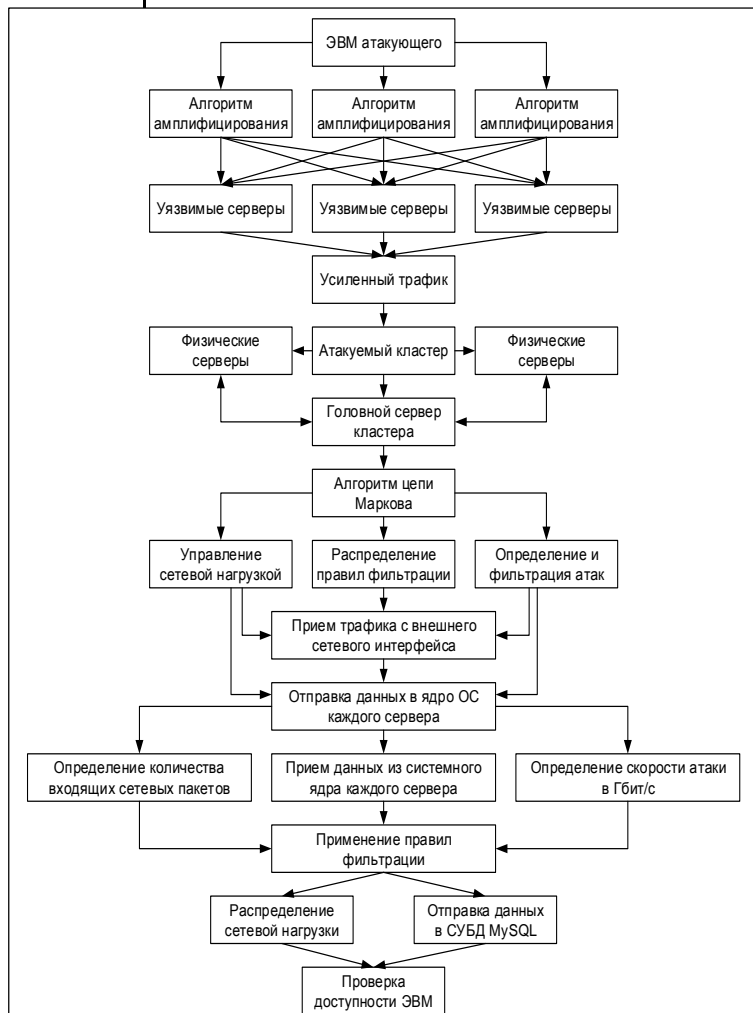 ЭВМ атакующего
Алгоритм
амплифицирования
Алгоритм
амплифицирования
Алгоритм
амплифицирования
Уязвимые серверы
Уязвимые серверы
Уязвимые серверы
Усиленный трафик
Физические
серверы
Атакуемый кластер
Физические
серверы
Головной сервер
кластера
Алгоритм цепи
Маркова
Управление
сетевой нагрузкой
Распределение
правил фильтрации
Определение и
фильтрация атак
Прием трафика с внешнего
сетевого интерфейса
Отправка данных в ядро ОС
каждого сервера
Определение количества
входящих сетевых пакетов
Прием данных из системного
ядра каждого сервера
Определение скорости атаки
в Гбит/с
Применение правил
фильтрации
Распределение
сетевой нагрузки
Отправка данных
в СУБД MySQL
Проверка
доступности ЭВМ